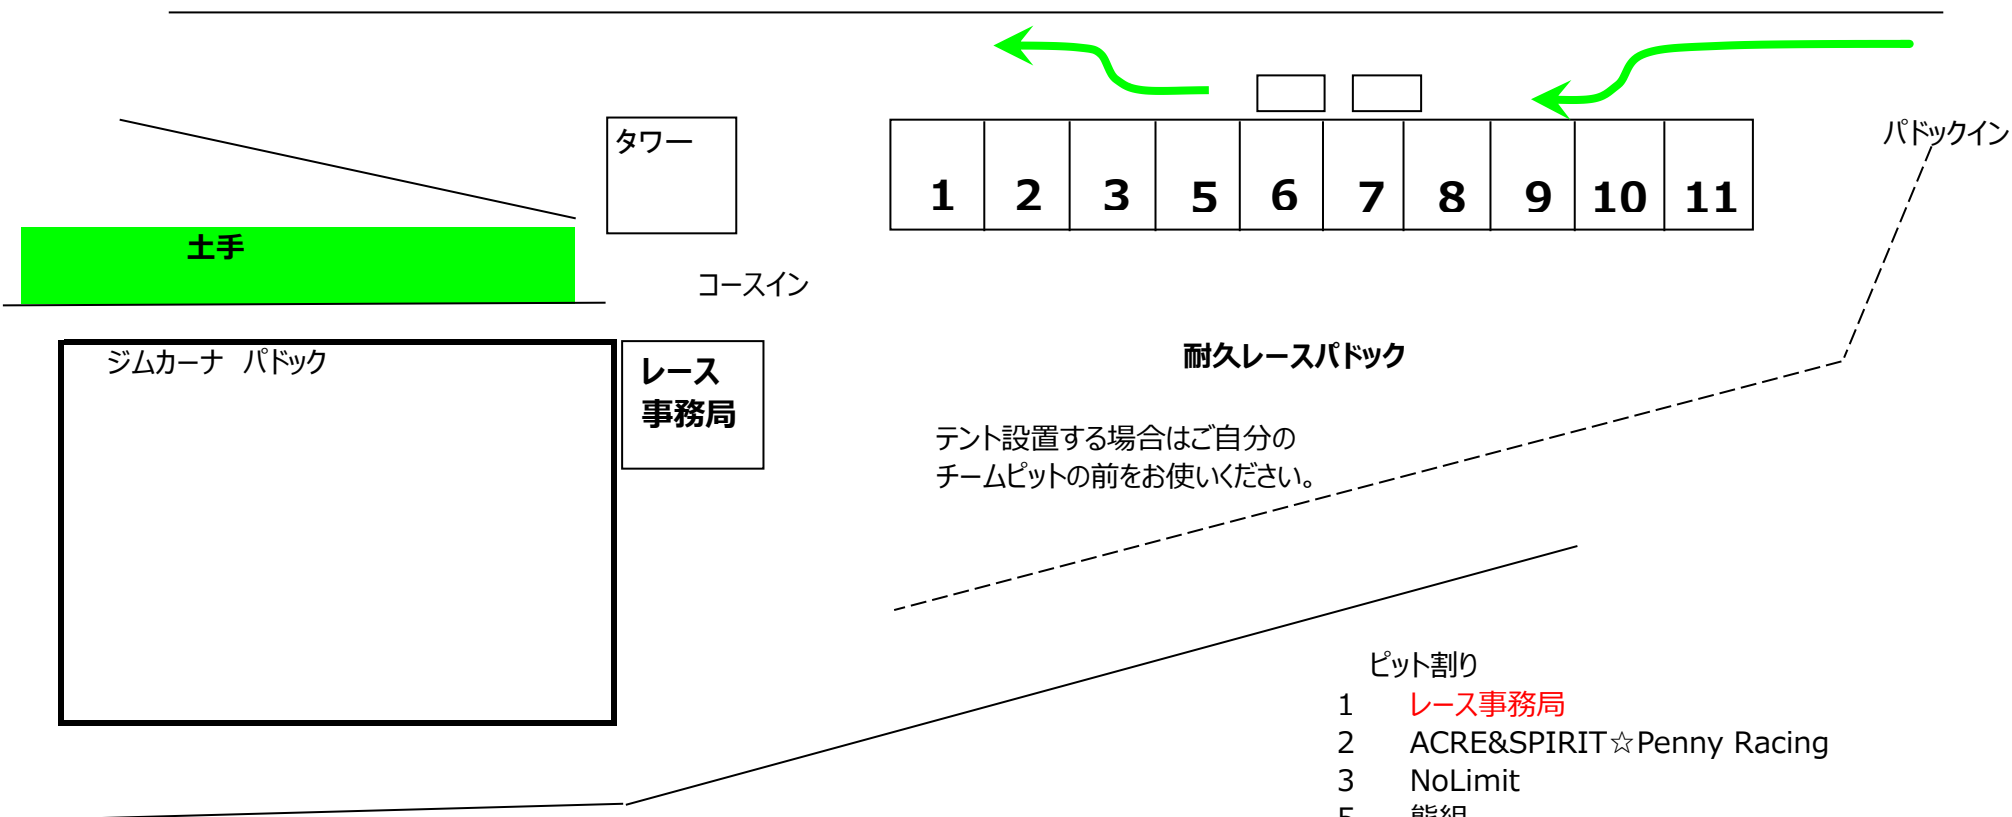 パドックイン
タワー
1 2 3 5 6 7 8 9 10 11
土手
コースイン
ジムカーナ パドック
レース
事務局
耐久レースパドック
テント設置する場合はご自分の
チームピットの前をお使いください。
ピット割り
1 レース事務局
2 ACRE&SPIRIT☆Penny Racing
3 NoLimit
5 熊組